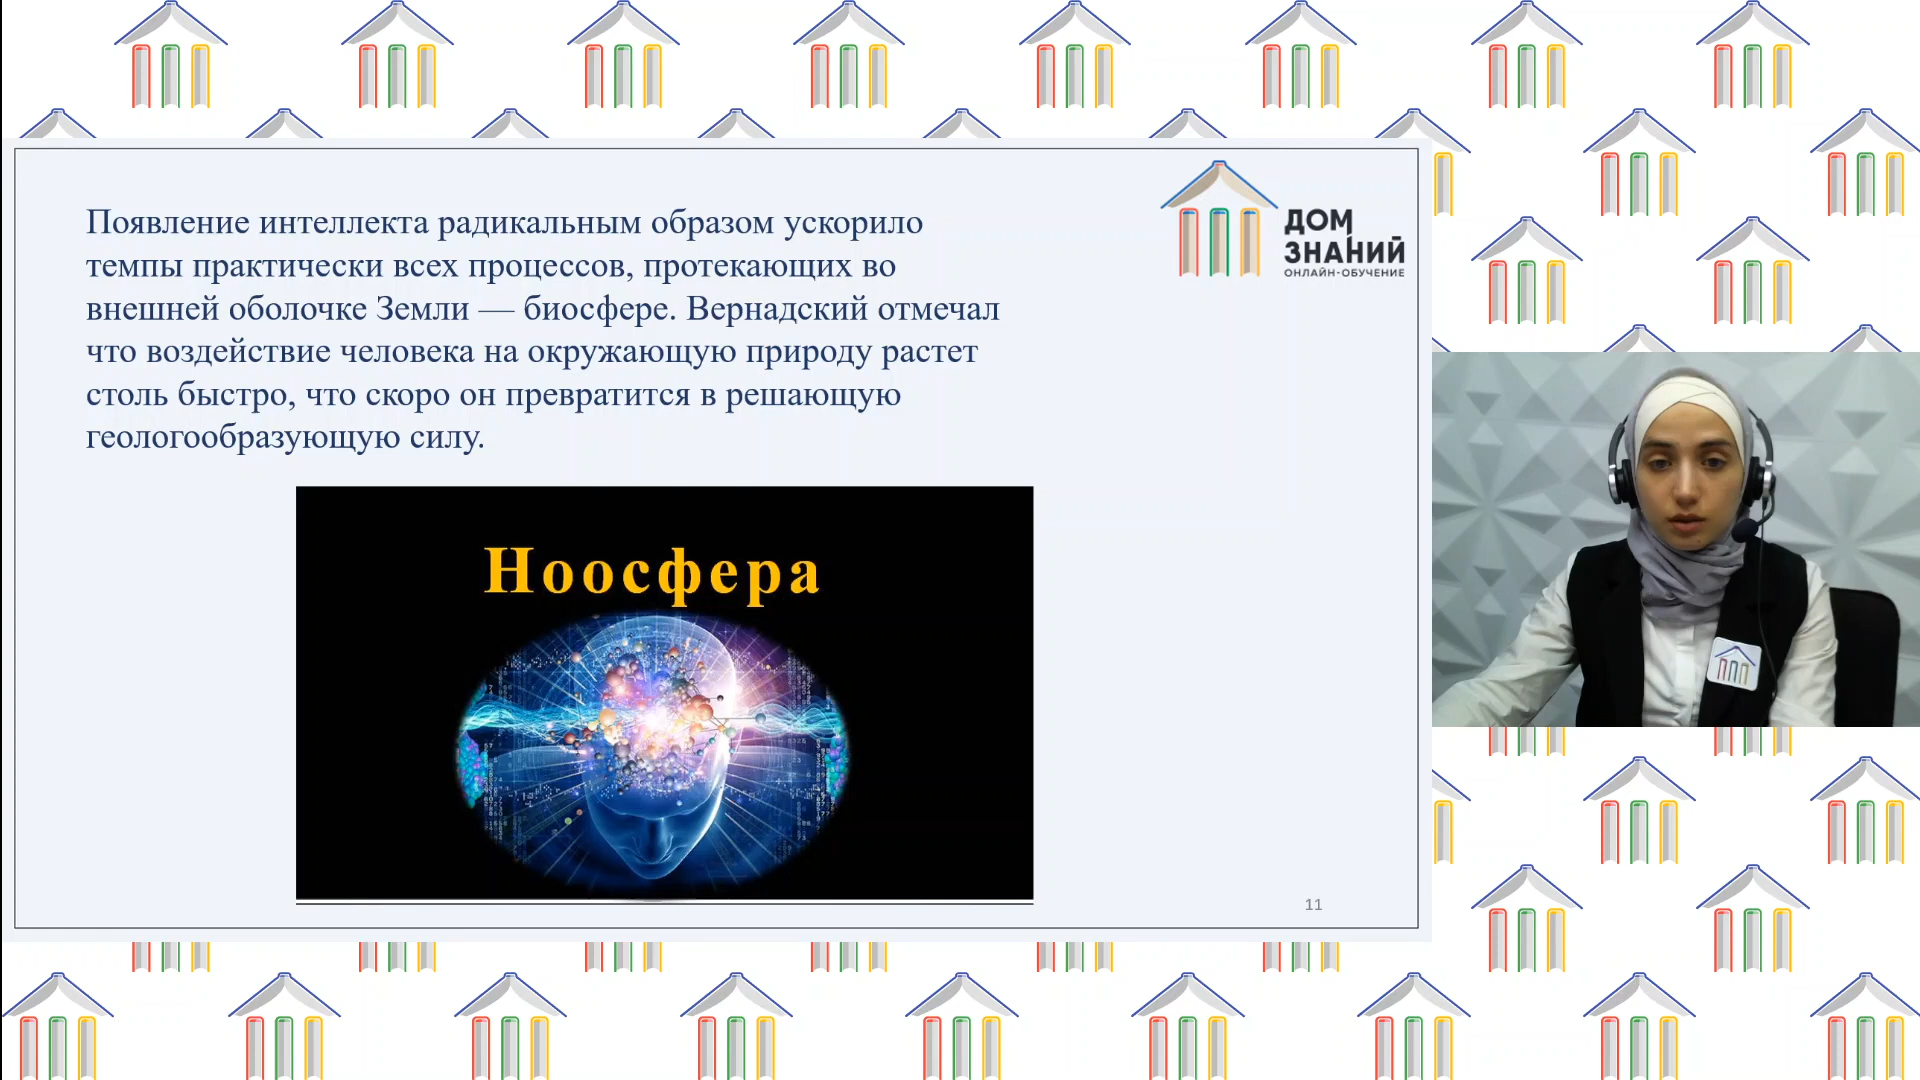 Появление интеллекта радикальным образом ускорило
темпы практически всех процессов, протекающих во
внешней оболочке Земли — биосфере. Вернадский отмечал
что воздействие человека на окружающую природу растет
столь быстро, что скоро он превратится в решающую
геологообразующую силу.
ДОМ
ЗНАНИЙ
ОНЛАЙН-ОБУЧЕНИЕ
Ноосфера
11